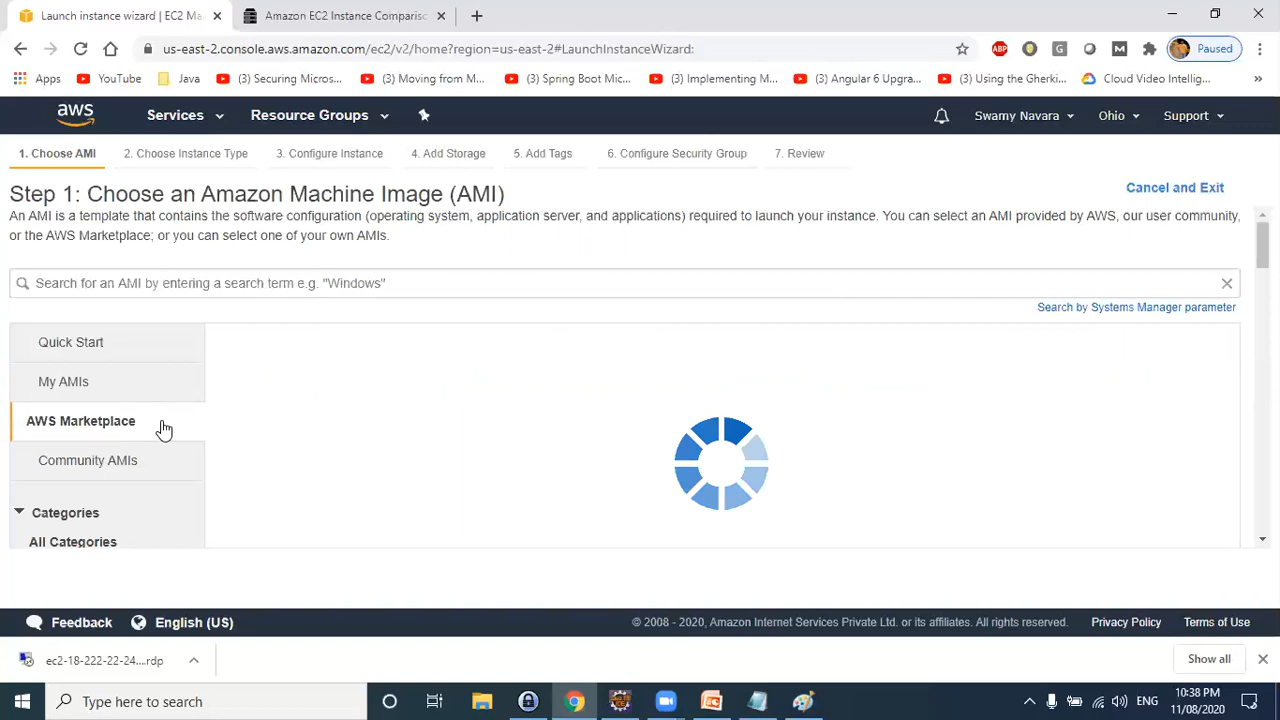 Launch instance wizard | EC2 Ma
Amazon EC2 Instance Comparisc
us-east-2.console.aws.amazon.com/ec2/v2/home?region=us-east-2#LaunchInstanceWizard:
ABP
G
M
Paused
Apps
YouTube
Java
(3) Securing Micros...
(3) Moving from M...
(3) Spring Boot Mic...
(3) Implementing M...
(3) Angular 6 Upgra...
(3) Using the Gherki...
Cloud Video Intellig...
»
aws
Services
Resource Groups
Swamy Navara
Ohio
Support
1. Choose AMI
2. Choose Instance Type
3. Configure Instance
4. Add Storage
5. Add Tags
6. Configure Security Group
7. Review
Step 1: Choose an Amazon Machine Image (AMI)
Cancel and Exit
An AMI is a template that contains the software configuration (operating system, application server, and applications) required to launch your instance. You can select an AMI provided by AWS, our user community,
or the AWS Marketplace; or you can select one of your own AMIs.
Search for an AMI by entering a search term e.g. "Windows"
Search by Systems Manager parameter
Quick Start
My AMIs
AWS Marketplace
Community AMIs
Categories
All Categories
Feedback
English (US)
© 2008 - 2020, Amazon Internet Services Private Ltd. or its affiliates. All rights reserved.
Privacy Policy
Terms of Use
ec2-18-222-22-24....rdp
Show all
Type here to search
ENG
10:38 PM
11/08/2020